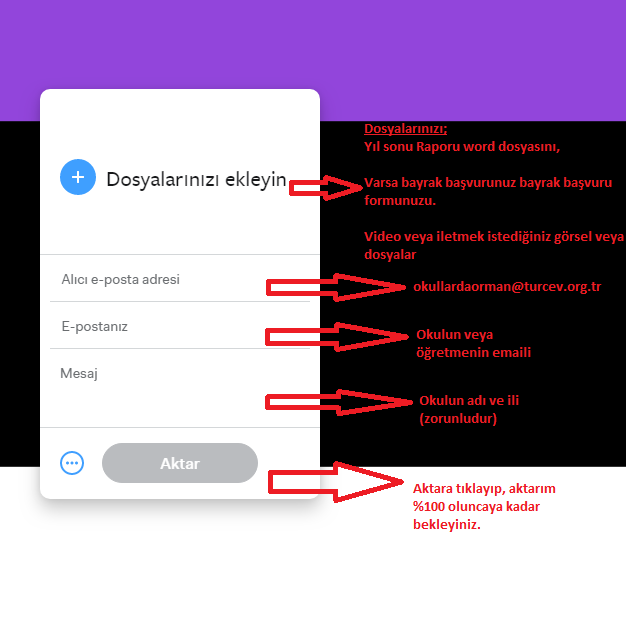 Dosyalarınızı ekleyin
Alıcı e-posta adresi
E-postanız
Mesaj
Aktar
Dosyalarınızı;
Yıl sonu Raporu word dosyasını,
Varsa bayrak başvurunuz bayrak başvuru
formunuzu.
Video veya iletmek istediğiniz görsel veya
dosyalar
okullardaorman@turcev.org.tr
Okulun veya
öğretmenin emaili
Okulun adı ve ili
(zorunludur)
Aktara tıklayıp, aktarım
%100 oluncaya kadar
bekleyiniz.